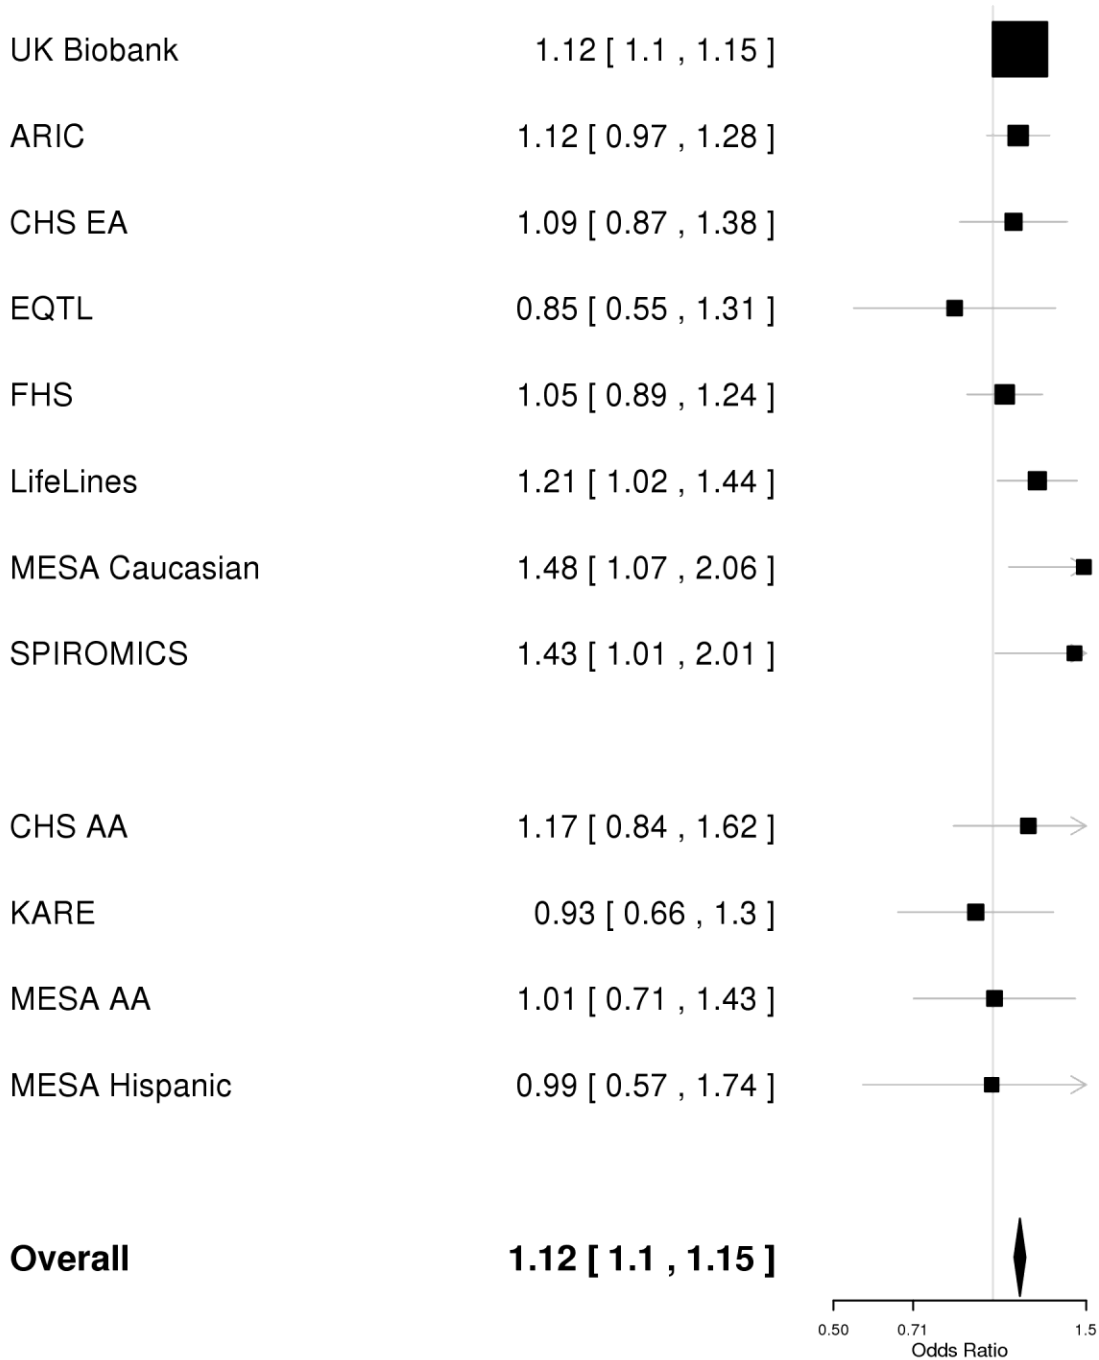 UK Biobank 1.12 [ 1.1 , 1.15 ]
ARIC 1.12 [ 0.97 , 1.28 ]
CHS EA 1.09 [ 0.87 , 1.38 ]
EQTL 0.85 [ 0.55 , 1.31 ]
FHS 1.05 [ 0.89 , 1.24 ]
LifeLines 1.21 [ 1.02 , 1.44 ]
MESA Caucasian 1.48 [ 1.07 , 2.06 ]
SPIROMICS 1.43 [ 1.01 , 2.01 ]
CHS AA 1.17 [ 0.84 , 1.62 ]
KARE 0.93 [ 0.66 , 1.3 ]
MESA AA 1.01 [ 0.71 , 1.43 ]
MESA Hispanic 0.99 [ 0.57 , 1.74 ]
Overall 1.12 [ 1.1 , 1.15 ]
0.50 0.71 1.5
Odds Ratio